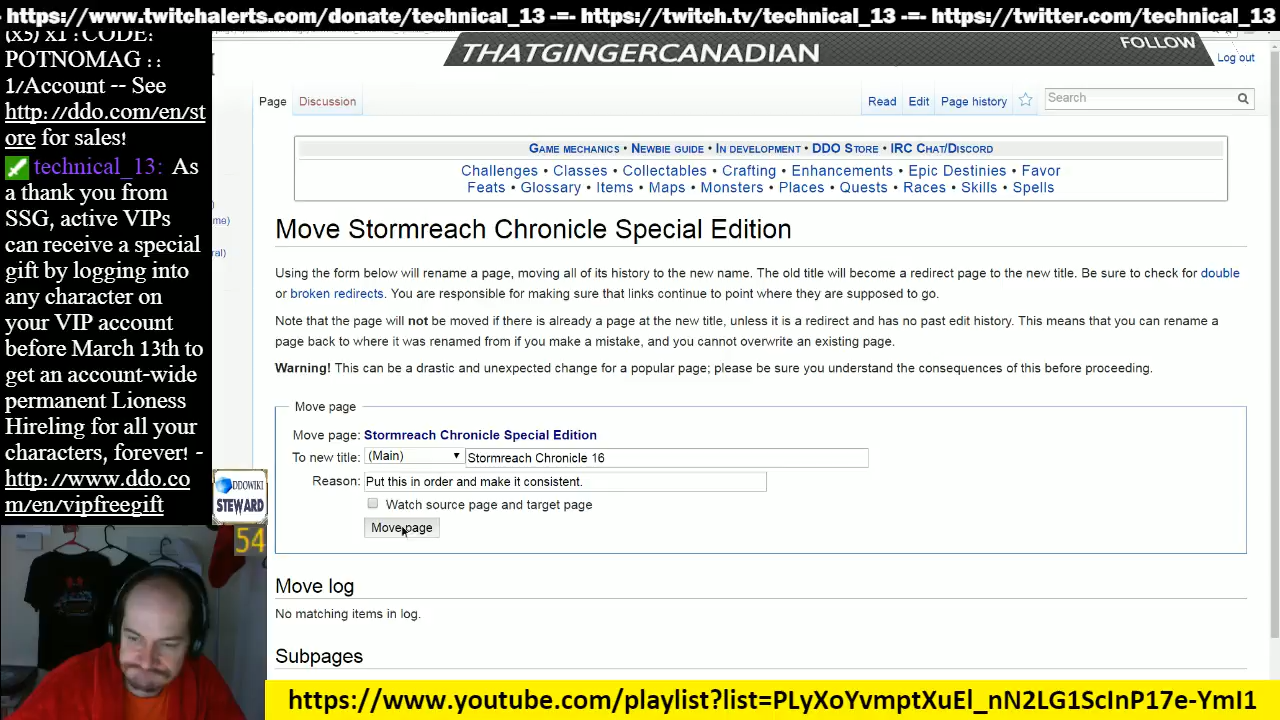 - https://www.twitchalerts.com/donate/technical_13 -=- https://twitch.tv/technical_13 -=- https://twitter.com/technical_13
(x5) x1 :CODE:
POTNOMAG : :
1/Account -- See
http://ddo.com/en/st
ore for sales!
technical_13: As
a thank you from
SSG, active VIPs
can receive a special
gift by logging into
any character on
your VIP account
before March 13th to
get an account-wide
permanent Lioness
Hireling for all your
characters, forever! -
http://www.ddo.co
m/en/vipfreegift
DDOWIKI
STEWARD
54
THATGINGERCANADIAN
FOLLOW
Log out
Page
Discussion
Read
Edit
Page history
Search
Game mechanics • Newbie guide • In development • DDO Store • IRC Chat/Discord
Challenges • Classes • Collectables • Crafting • Enhancements • Epic Destinies • Favor
Feats • Glossary • Items • Maps • Monsters • Places • Quests • Races • Skills • Spells
Move Stormreach Chronicle Special Edition
Using the form below will rename a page, moving all of its history to the new name. The old title will become a redirect page to the new title. Be sure to check for double
or broken redirects. You are responsible for making sure that links continue to point where they are supposed to go.
Note that the page will not be moved if there is already a page at the new title, unless it is a redirect and has no past edit history. This means that you can rename a
page back to where it was renamed from if you make a mistake, and you cannot overwrite an existing page.
Warning! This can be a drastic and unexpected change for a popular page; please be sure you understand the consequences of this before proceeding.
Move page
Move page: Stormreach Chronicle Special Edition
To new title: (Main) Stormreach Chronicle 16
Reason: Put this in order and make it consistent.
Watch source page and target page
Move page
Move log
No matching items in log.
Subpages
https://www.youtube.com/playlist?list=PLyXoYvmptXuEl_nN2LG1ScInP17e-YmI1